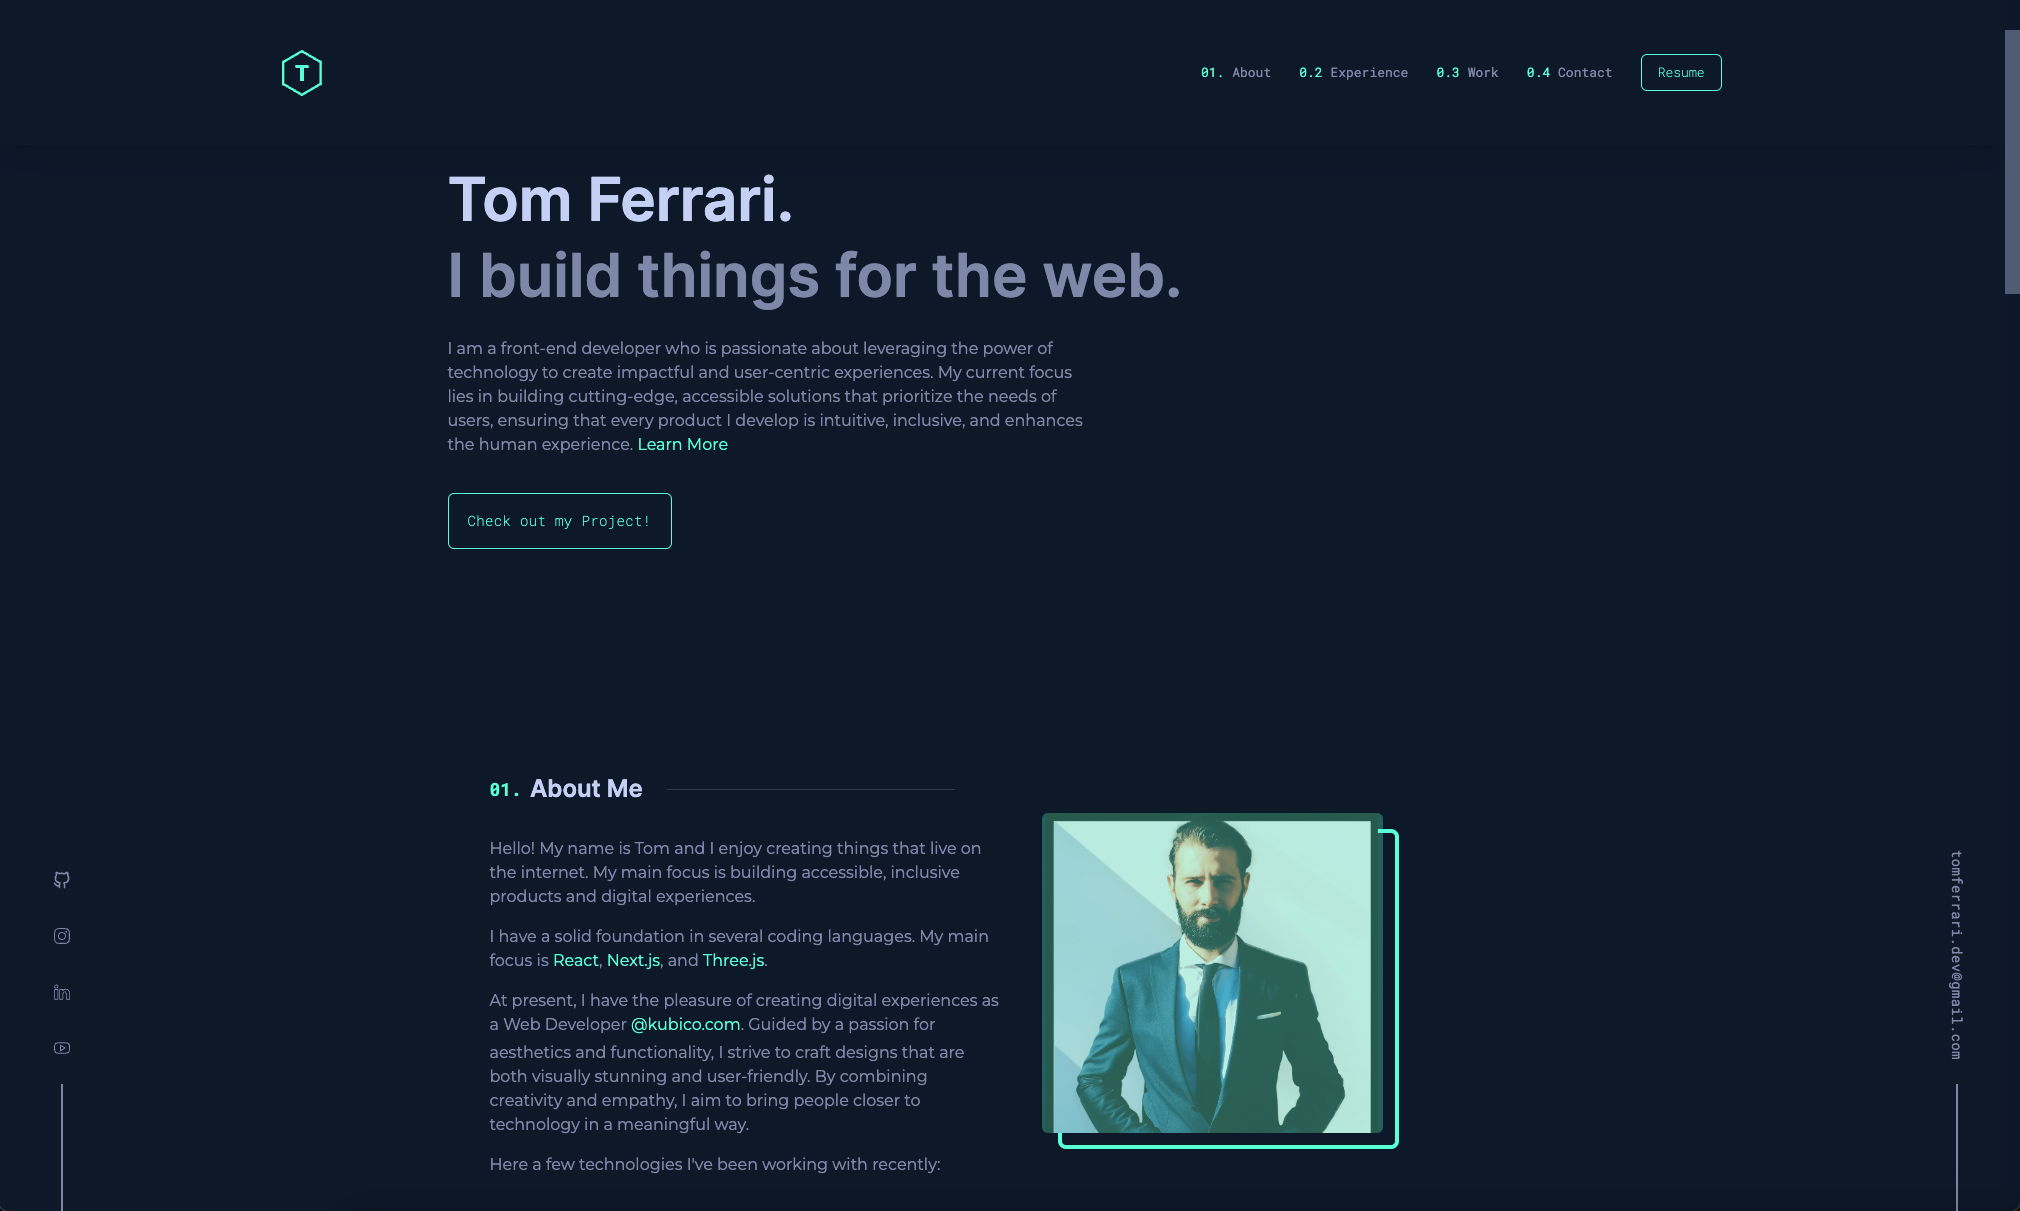 T
01. About 0.2 Experience 0.3 Work 0.4 Contact Resume
Tom Ferrari.
I build things for the web.
I am a front-end developer who is passionate about leveraging the power of
technology to create impactful and user-centric experiences. My current focus
lies in building cutting-edge, accessible solutions that prioritize the needs of
users, ensuring that every product I develop is intuitive, inclusive, and enhances
the human experience. Learn More
Check out my Project!
01. About Me
Hello! My name is Tom and I enjoy creating things that live on
the internet. My main focus is building accessible, inclusive
products and digital experiences.
I have a solid foundation in several coding languages. My main
focus is React, Next.js, and Three.js.
At present, I have the pleasure of creating digital experiences as
a Web Developer @kubico.com. Guided by a passion for
aesthetics and functionality, I strive to craft designs that are
both visually stunning and user-friendly. By combining
creativity and empathy, I aim to bring people closer to
technology in a meaningful way.
Here a few technologies I've been working with recently:
tomferrari.dev@gmail.com